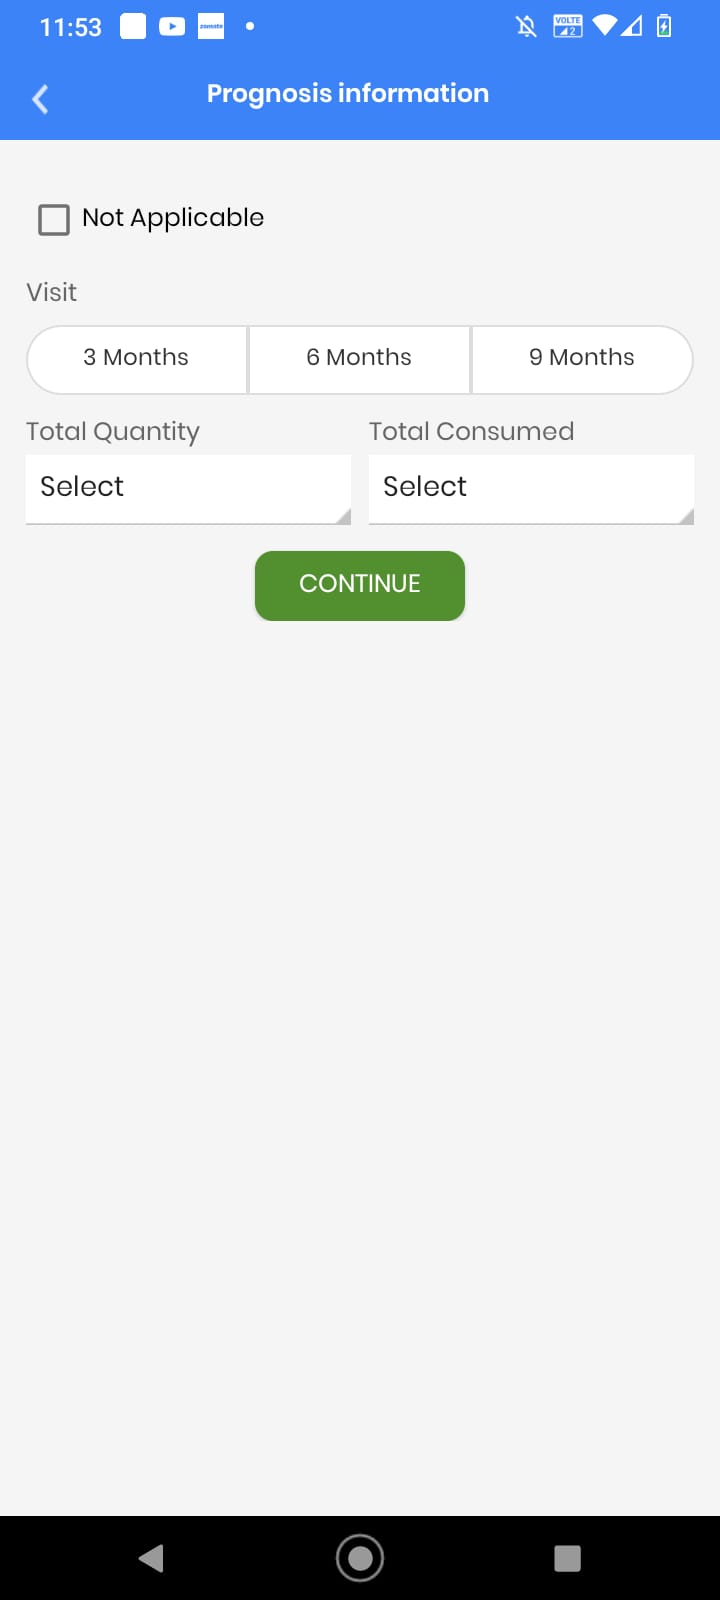 11:53 zomato VOLTE 2
Prognosis information
Not Applicable
Visit
3 Months 6 Months 9 Months
Total Quantity Total Consumed
Select Select
CONTINUE